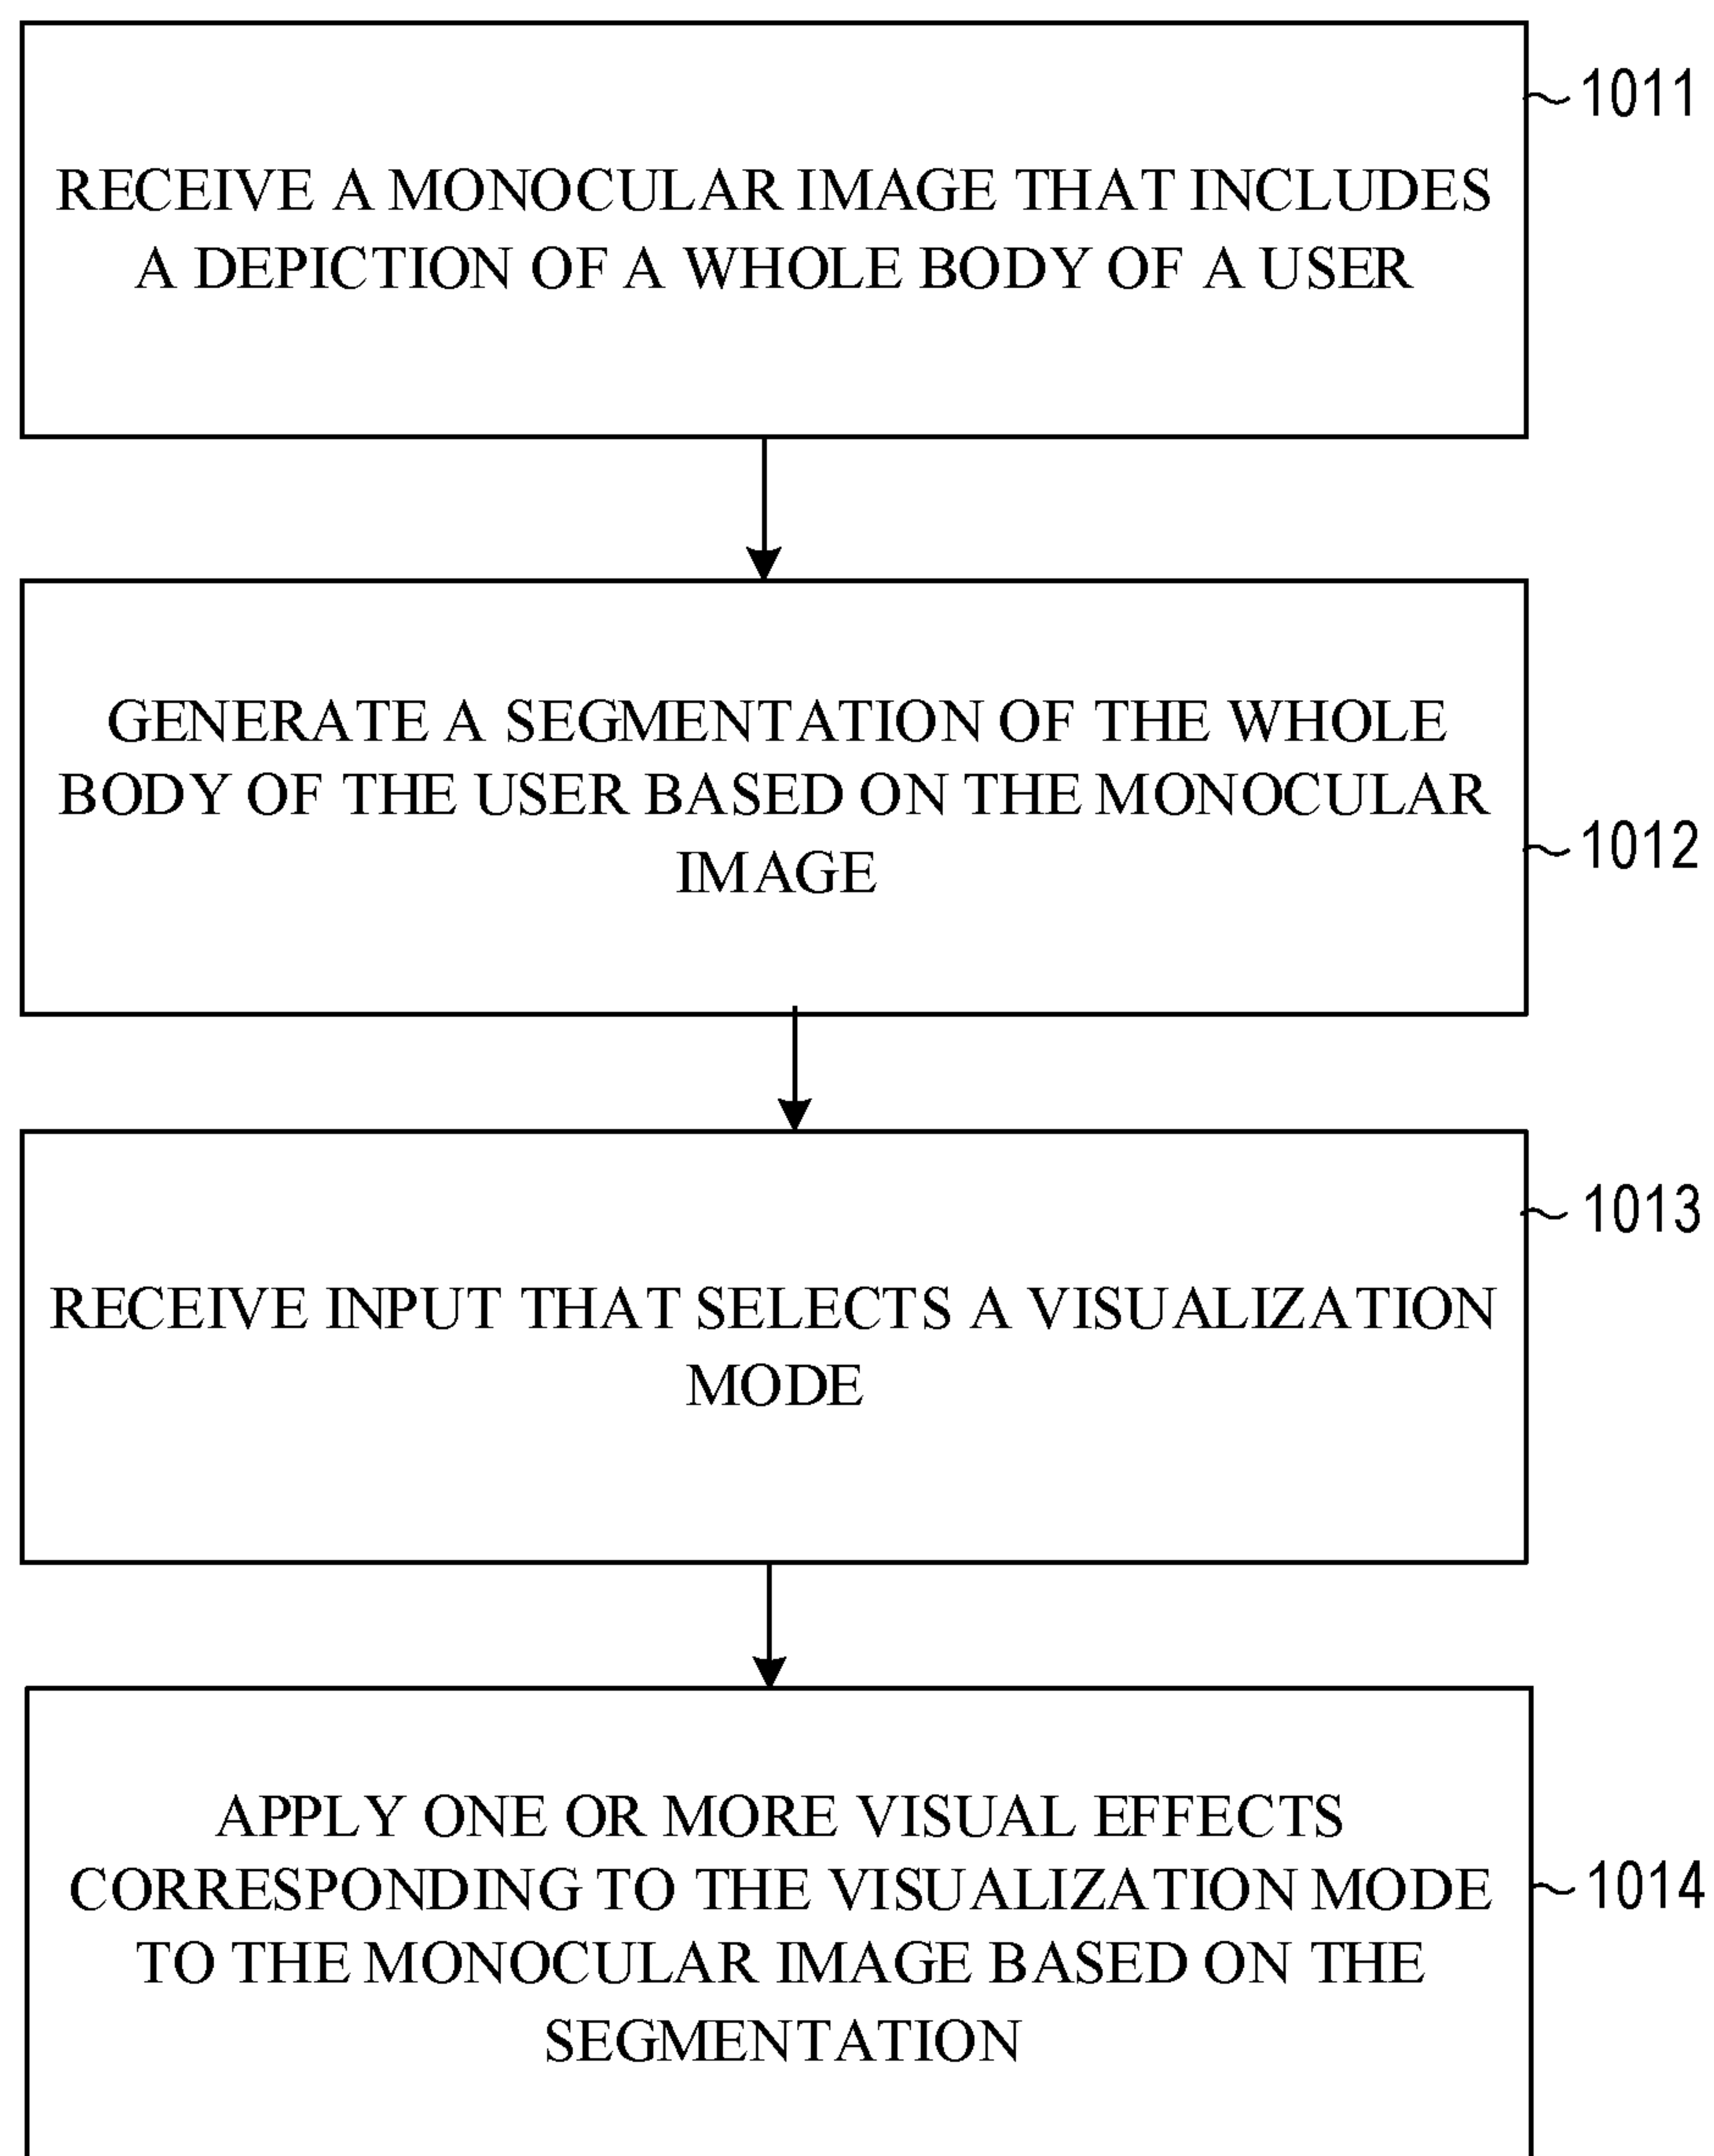 1011
RECEIVE A MONOCULAR IMAGE THAT INCLUDES
A DEPICTION OF A WHOLE BODY OF A USER
GENERATE A SEGMENTATION OF THE WHOLE
BODY OF THE USER BASED ON THE MONOCULAR
1012
IMAGE
1013
RECEIVE INPUT THAT SELECTS A VISUALIZATION
MODE
APPLY ONE OR MORE VISUAL EFFECTS
CORRESPONDING TO THE VISUALIZATION MODE
1014
TO THE MONOCULAR IMAGE BASED ON THE
SEGMENTATION